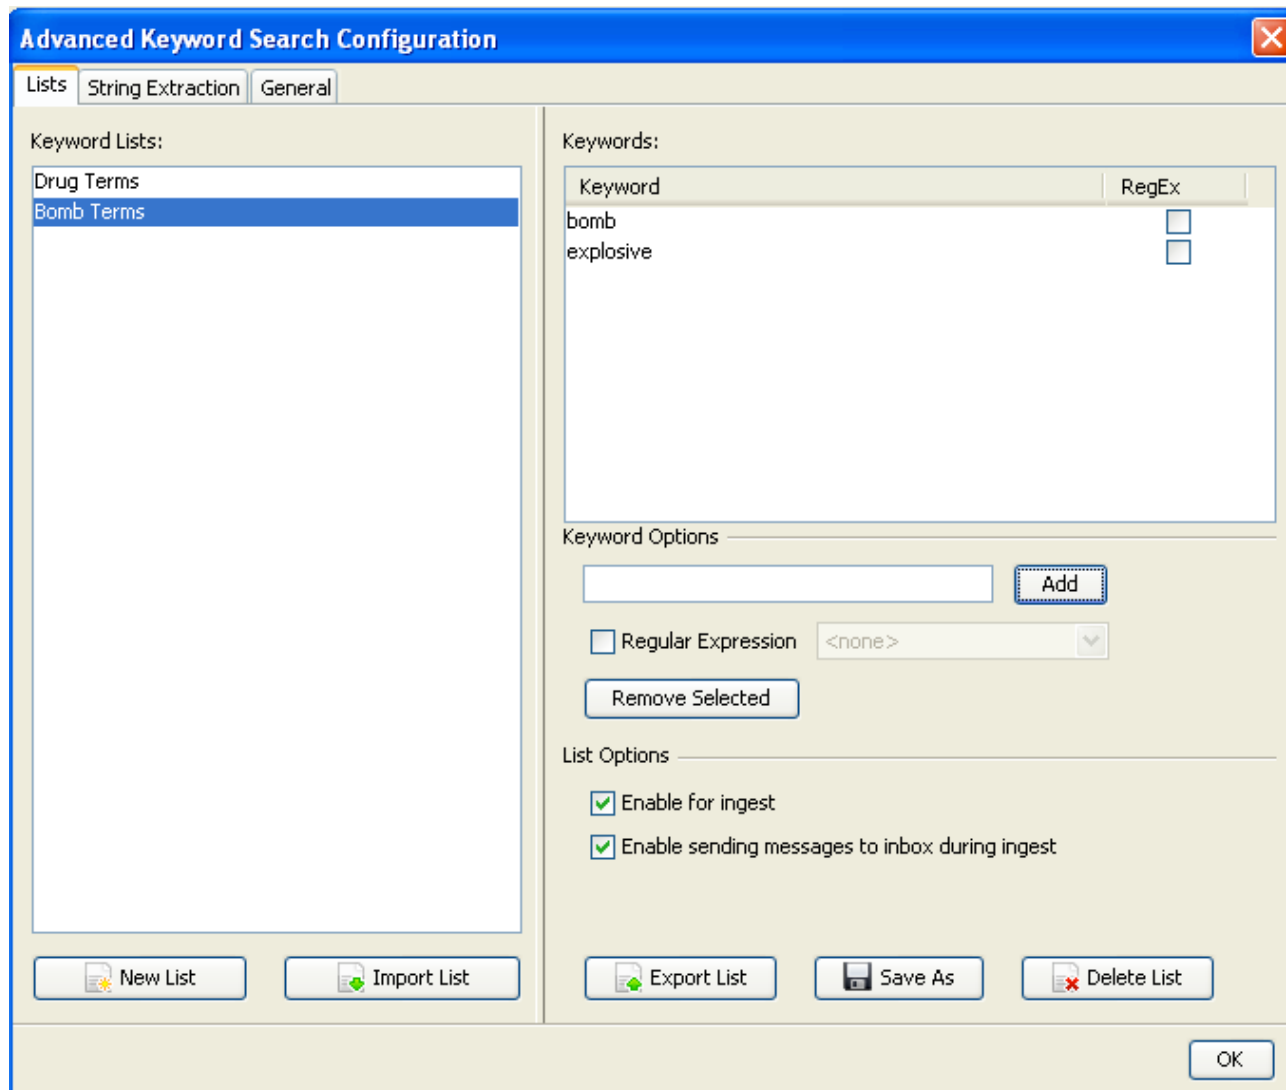 Advanced Keyword Search Configuration
Lists String Extraction General
Keyword Lists:
Drug Terms
Bomb Terms
New List Import List
Keywords:
Keyword RegEx
bomb
explosive
Keyword Options
Add
Regular Expression <none>
Remove Selected
List Options
Enable for ingest
Enable sending messages to inbox during ingest
Export List Save As Delete List
OK